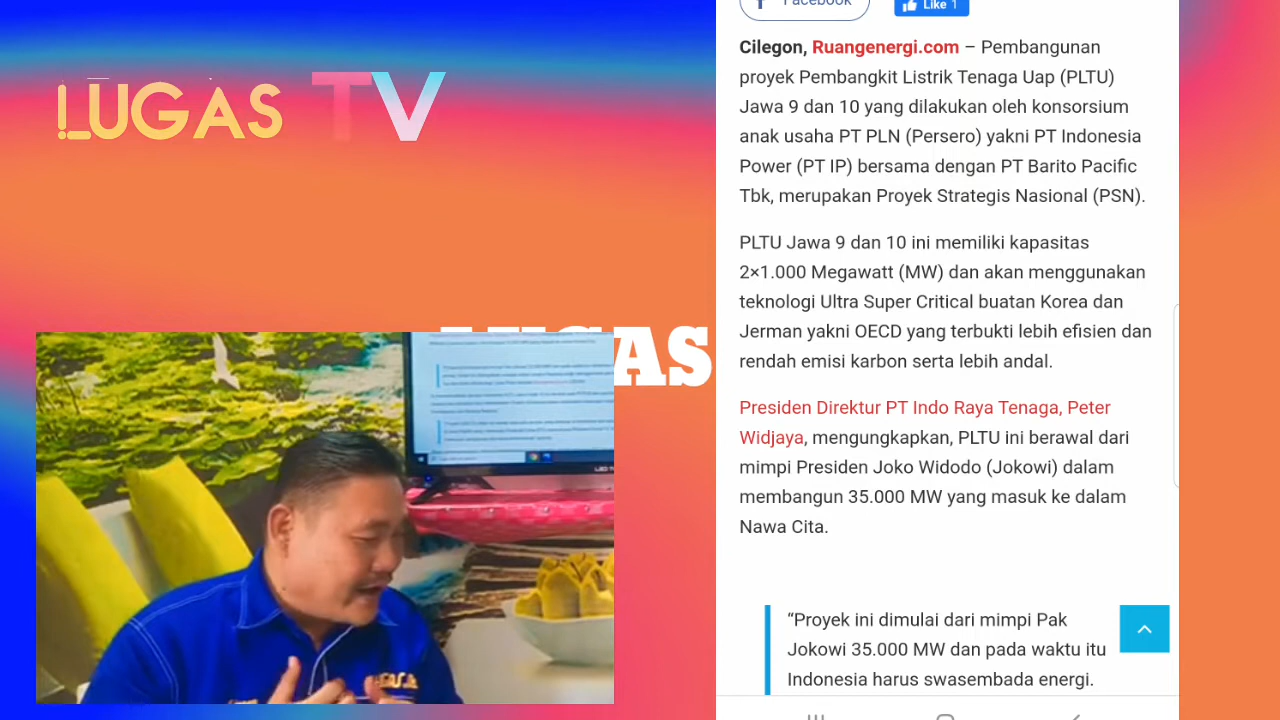 LUGAS TV
Facebook
Like 1
Cilegon, Ruangenergi.com – Pembangunan
proyek Pembangkit Listrik Tenaga Uap (PLTU)
Jawa 9 dan 10 yang dilakukan oleh konsorsium
anak usaha PT PLN (Persero) yakni PT Indonesia
Power (PT IP) bersama dengan PT Barito Pacific
Tbk, merupakan Proyek Strategis Nasional (PSN).
PLTU Jawa 9 dan 10 ini memiliki kapasitas
2×1.000 Megawatt (MW) dan akan menggunakan
teknologi Ultra Super Critical buatan Korea dan
Jerman yakni OECD yang terbukti lebih efisien dan
rendah emisi karbon serta lebih andal.
Presiden Direktur PT Indo Raya Tenaga, Peter
Widjaya, mengungkapkan, PLTU ini berawal dari
mimpi Presiden Joko Widodo (Jokowi) dalam
membangun 35.000 MW yang masuk ke dalam
Nawa Cita.
“Proyek ini dimulai dari mimpi Pak
Jokowi 35.000 MW dan pada waktu itu
Indonesia harus swasembada energi.